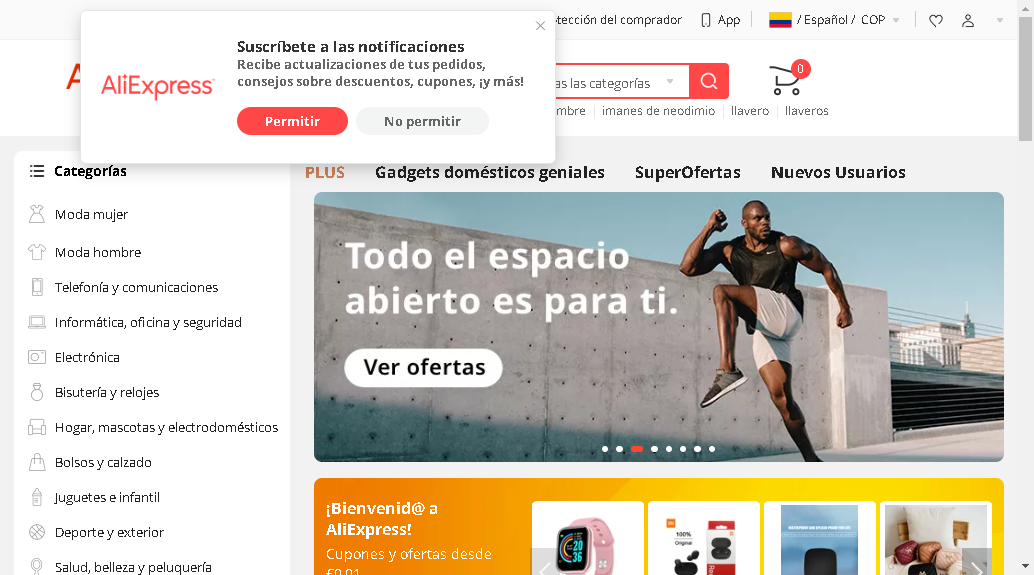 tección del comprador
App
/ Español / COP
Suscríbete a las notificaciones
Recibe actualizaciones de tus pedidos,
consejos sobre descuentos, cupones, ¡y más!
AliExpress
Permitir
No permitir
as las categorías
0
mbre
imanes de neodimio
llavero
llaveros
Categorías
PLUS
Gadgets domésticos geniales
SuperOfertas
Nuevos Usuarios
Moda mujer
Moda hombre
Telefonía y comunicaciones
Informática, oficina y seguridad
Electrónica
Bisutería y relojes
Hogar, mascotas y electrodomésticos
Bolsos y calzado
Juguetes e infantil
Deporte y exterior
Salud, belleza y peluquería
Todo el espacio
abierto es para ti.
Ver ofertas
¡Bienvenid@ a
AliExpress!
Cupones y ofertas desde
£0.01
100%
Original